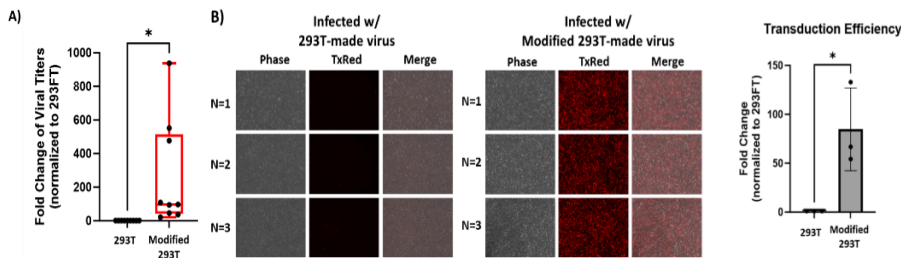 A)
Fold Change of Viral Titers
(normalized to 293FT)
1000
800
600
400
200
0
*
293T
Modified
293T
B)
Infected w/
293T-made virus
Phase TxRed Merge
N=1
N=2
N=3
Infected w/
Modified 293T-made virus
Phase TxRed Merge
N=1
N=2
N=3
Transduction Efficiency
Fold Change
(normalized to 293FT)
150
100
50
0
*
293T
Modified
293T